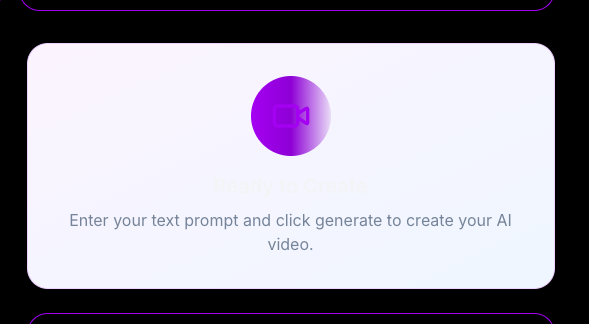 Ready to Create
Enter your text prompt and click generate to create your AI
video.